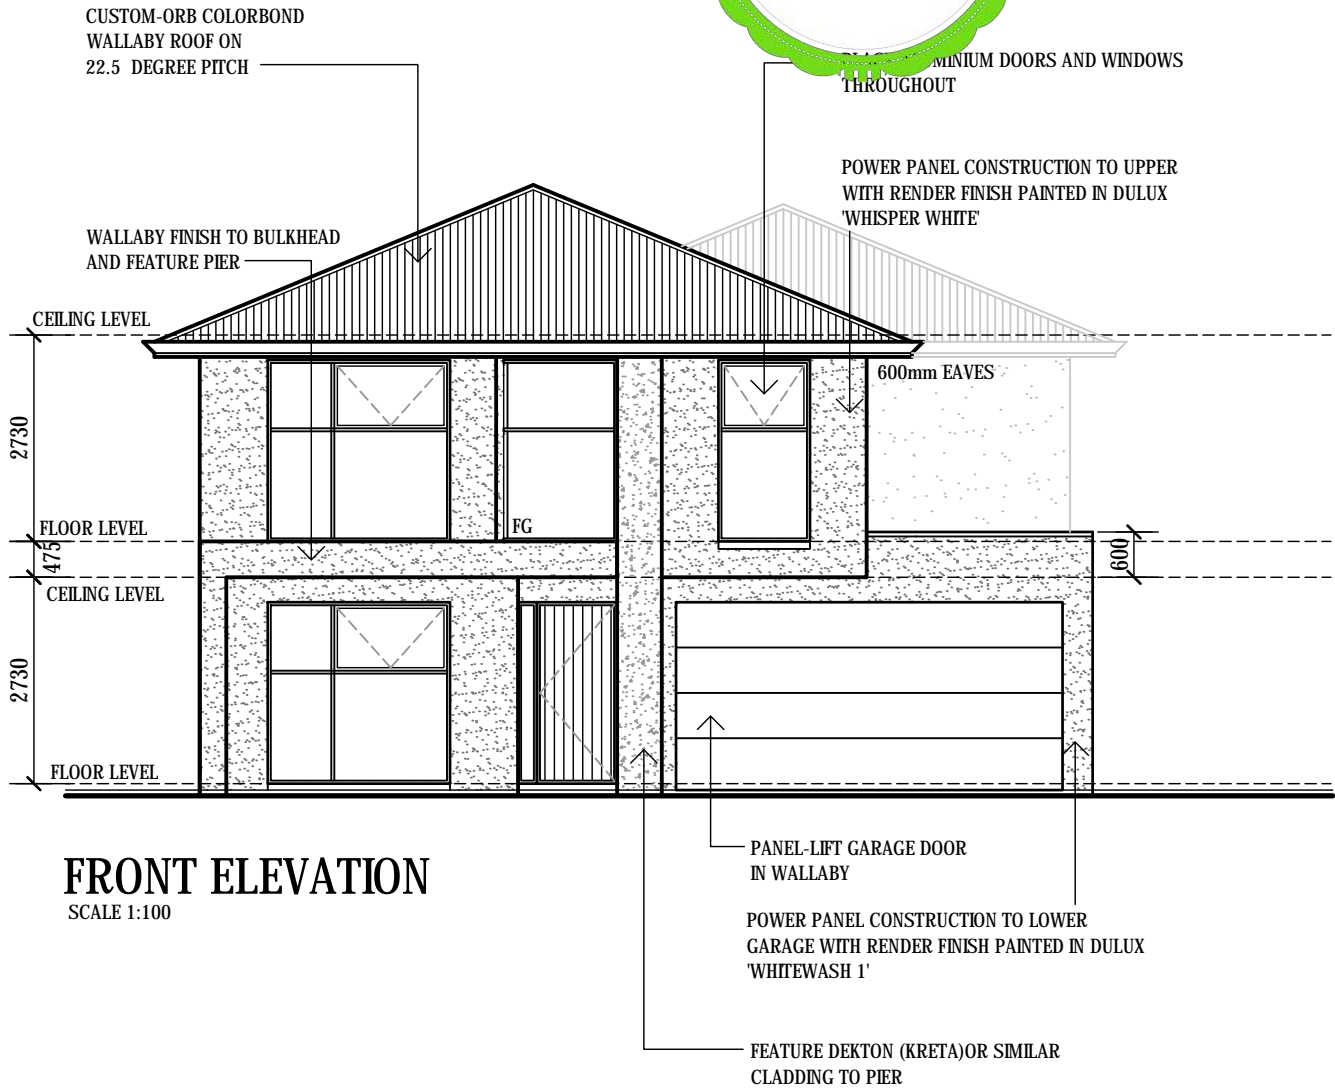 CUSTOM-ORB COLORBOND
WALLABY ROOF ON
22.5 DEGREE PITCH
DOORS AND WINDOWS
THROUGHOUT
POWER PANEL CONSTRUCTION TO UPPER
WITH RENDER FINISH PAINTED IN DULUX
'WHISPER WHITE'
WALLABY FINISH TO BULKHEAD
AND FEATURE PIER
CEILING LEVEL
600mm EAVES
2730
FLOOR LEVEL
FG
475
600
CEILING LEVEL
2730
FLOOR LEVEL
PANEL-LIFT GARAGE DOOR
IN WALLABY
FRONT ELEVATION
SCALE 1:100
POWER PANEL CONSTRUCTION TO LOWER
GARAGE WITH RENDER FINISH PAINTED IN DULUX
'WHITEWASH 1'
FEATURE DEKTON (KRETA)OR SIMILAR
CLADDING TO PIER